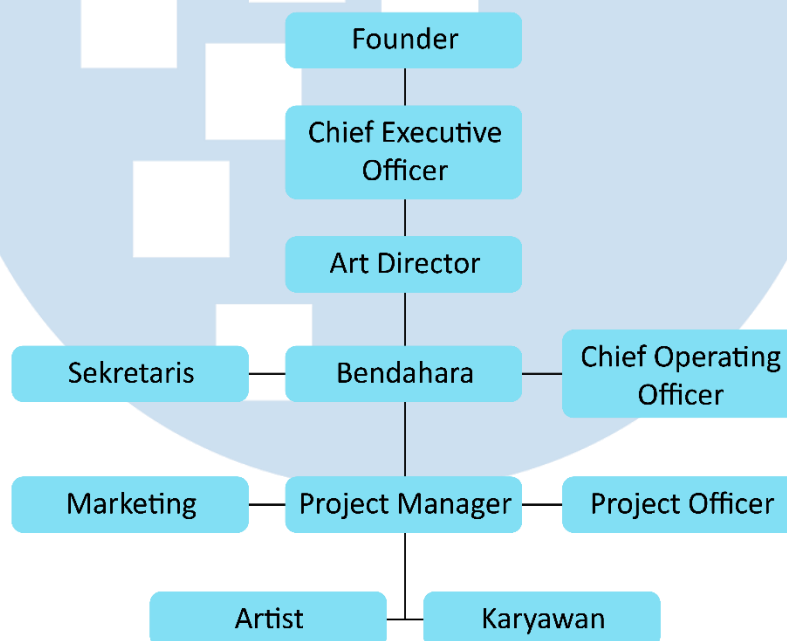 Founder
Chief Executive
Officer
Art Director
Sekretaris
Bendahara
Chief Operating
Officer
Marketing
Project Manager
Project Officer
Artist
Karyawan